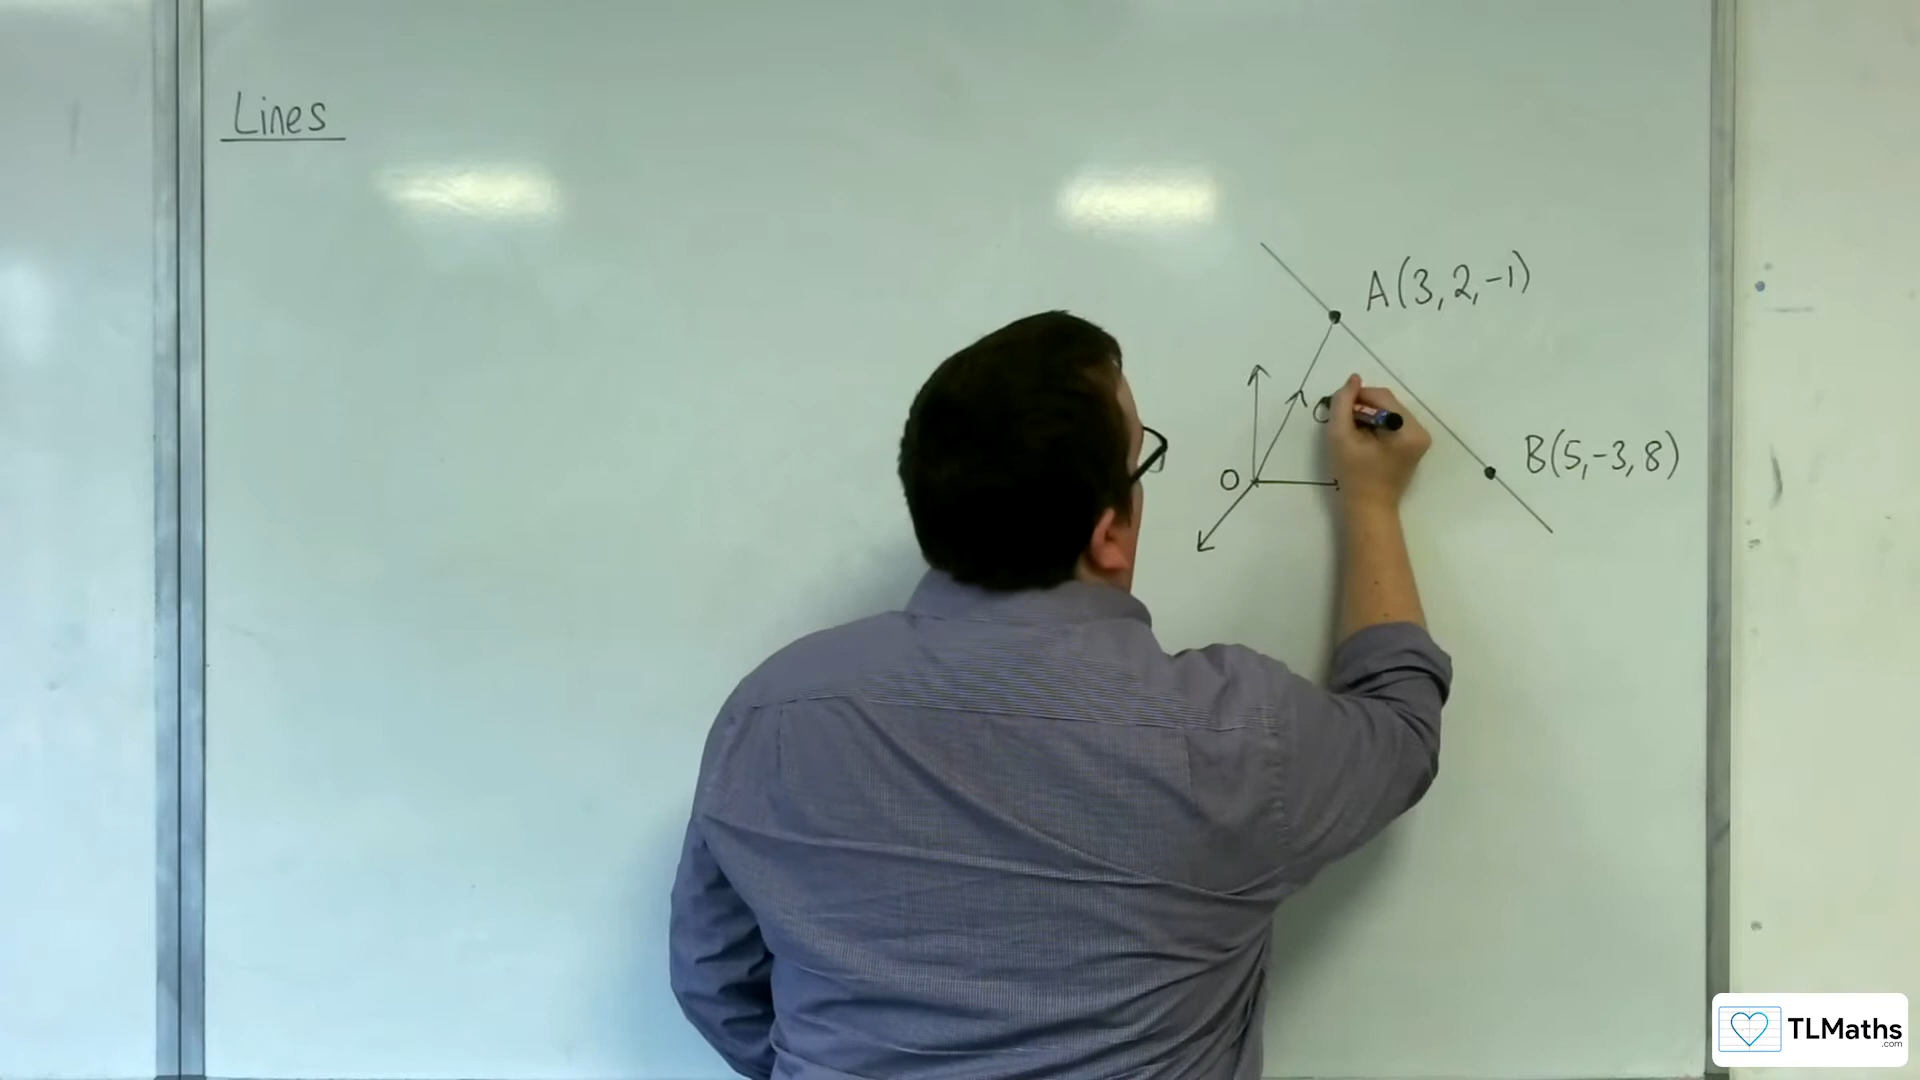 Lines
A(3, 2, -1)
B(5, -3, 8)
O
TLMaths
.com